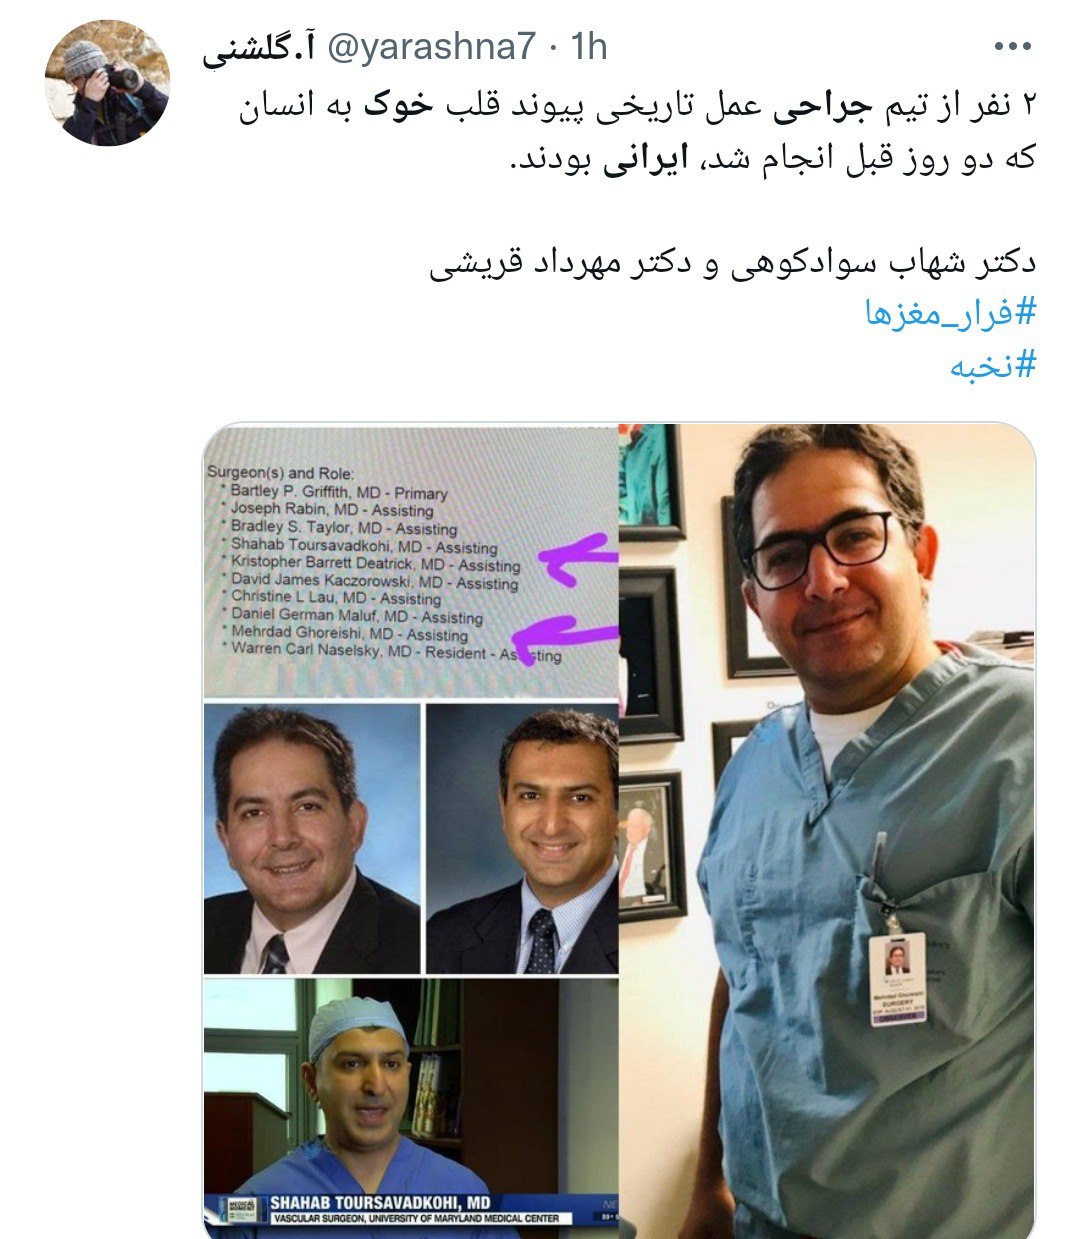 آ.گلشنی @yarashna7 · 1h
۲ نفر از تیم جراحی عمل تاریخی پیوند قلب خوک به انسان
که دو روز قبل انجام شد، ایرانی بودند.
دکتر شهاب سوادکوهی و دکتر مهرداد قریشی
#فرار_مغزها
#نخبه
Surgeon(s) and Role:
* Bartley P. Griffith, MD - Primary
* Joseph Rabin, MD - Assisting
* Bradley S. Taylor, MD - Assisting
* Shahab Toursavadkohi, MD - Assisting
* Kristopher Barrett Deatrick, MD - Assisting
* David James Kaczorowski, MD - Assisting
* Christine L Lau, MD - Assisting
* Daniel German Maluf, MD - Assisting
* Mehrdad Ghoreishi, MD - Assisting
* Warren Carl Naselsky, MD - Resident - Assisting
Mehrdad Ghoreishi
SURGERY
MEDICAL
MOMENT
SHAHAB TOURSAVADKOHI, MD
VASCULAR SURGEON, UNIVERSITY OF MARYLAND MEDICAL CENTER